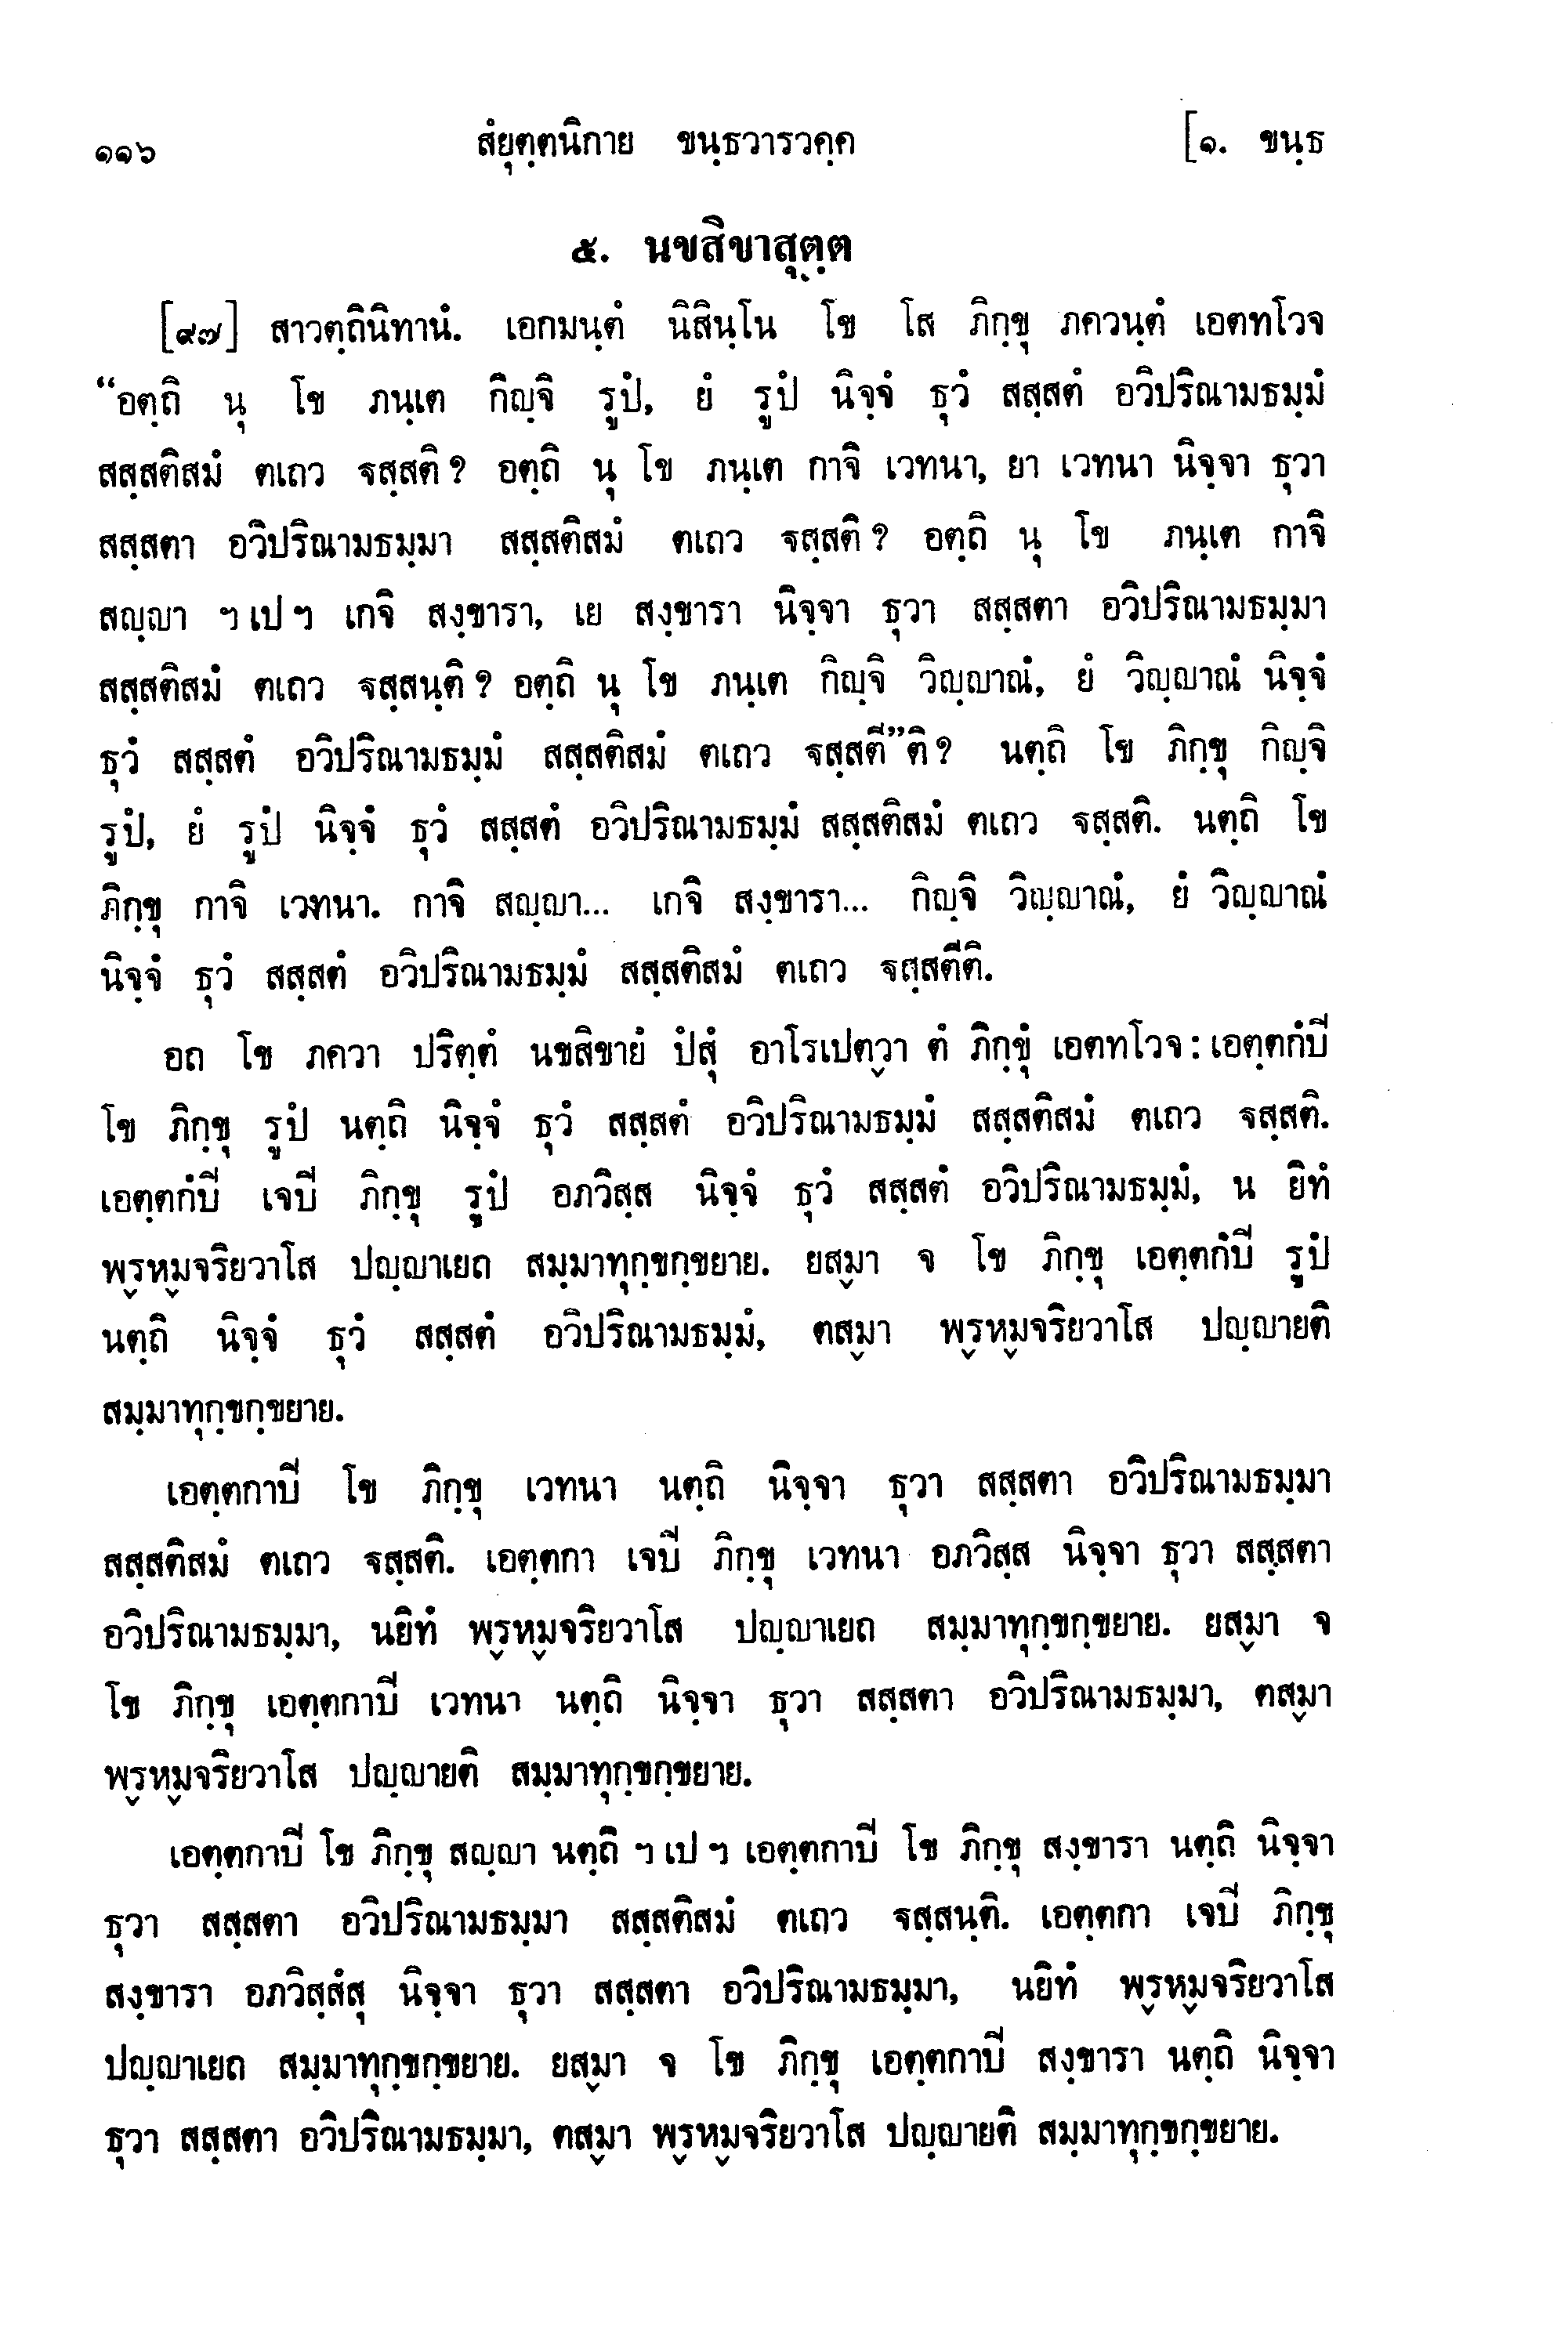 ๑๑๖ สํยุตฺตนิกาย ขนฺธวารวคฺค [๑. ขนฺธ
๕. นขสิขาสุตฺต
[๙๗] สาวตฺถินิทานํ. เอกมนฺตํ นิสินฺโน โข โส ภิกฺขุ ภควนฺตํ เอตทโวจ
“อตฺถิ นุ โข ภนฺเต กิญฺจิ รูปํ, ยํ รูปํ นิจฺจํ ธุวํ สสฺสตํ อวิปริณามธมฺมํ
สสฺสติสมํ ตเถว ฐสฺสติ? อตฺถิ นุ โข ภนฺเต กาจิ เวทนา, ยา เวทนา นิจฺจา ธุวา
สสฺสตา อวิปริณามธมฺมา สสฺสติสมํ ตเถว ฐสฺสติ? อตฺถิ นุ โข ภนฺเต กาจิ
สญฺญา ฯ เป ฯ เกจิ สงฺขารา, เย สงฺขารา นิจฺจา ธุวา สสฺสตา อวิปริณามธมฺมา
สสฺสติสมํ ตเถว ฐสฺสนฺติ? อตฺถิ นุ โข ภนฺเต กิญฺจิ วิญฺญาณํ, ยํ วิญฺญาณํ นิจฺจํ
ธุวํ สสฺสตํ อวิปริณามธมฺมํ สสฺสติสมํ ตเถว ฐสฺสตี”ติ? นตฺถิ โข ภิกฺขุ กิญฺจิ
รูปํ, ยํ รูปํ นิจฺจํ ธุวํ สสฺสตํ อวิปริณามธมฺมํ สสฺสติสมํ ตเถว ฐสฺสติ. นตฺถิ โข
ภิกฺขุ กาจิ เวทนา. กาจิ สญฺญา... เกจิ สงฺขารา... กิญฺจิ วิญฺญาณํ, ยํ วิญฺญาณํ
นิจฺจํ ธุวํ สสฺสตํ อวิปริณามธมฺมํ สสฺสติสมํ ตเถว ฐสฺสตีติ.
อถ โข ภควา ปริตฺตํ นขสิขายํ ปํสุํ อาโรเปตฺวา ตํ ภิกฺขุํ เอตทโวจ: เอตฺตกํปิ
โข ภิกฺขุ รูปํ นตฺถิ นิจฺจํ ธุวํ สสฺสตํ อวิปริณามธมฺมํ สสฺสติสมํ ตเถว ฐสฺสติ.
เอตฺตกํปิ เจปิ ภิกฺขุ รูปํ อภวิสฺส นิจฺจํ ธุวํ สสฺสตํ อวิปริณามธมฺมํ, น ยิทํ
พฺรหฺมจริยวาโส ปญฺญาเยถ สมฺมาทุกฺขกฺขยาย. ยสฺมา จ โข ภิกฺขุ เอตฺตกํปิ รูปํ
นตฺถิ นิจฺจํ ธุวํ สสฺสตํ อวิปริณามธมฺมํ, ตสฺมา พฺรหฺมจริยวาโส ปญฺญายติ
สมฺมาทุกฺขกฺขยาย.
เอตฺตกาปิ โข ภิกฺขุ เวทนา นตฺถิ นิจฺจา ธุวา สสฺสตา อวิปริณามธมฺมา
สสฺสติสมํ ตเถว ฐสฺสติ. เอตฺตกา เจปิ ภิกฺขุ เวทนา อภวิสฺส นิจฺจา ธุวา สสฺสตา
อวิปริณามธมฺมา, นยิทํ พฺรหฺมจริยวาโส ปญฺญาเยถ สมฺมาทุกฺขกฺขยาย. ยสฺมา จ
โข ภิกฺขุ เอตฺตกาปิ เวทนา นตฺถิ นิจฺจา ธุวา สสฺสตา อวิปริณามธมฺมา, ตสฺมา
พฺรหฺมจริยวาโส ปญฺญายติ สมฺมาทุกฺขกฺขยาย.
เอตฺตกาปิ โข ภิกฺขุ สญฺญา นตฺถิ ฯ เป ฯ เอตฺตกาปิ โข ภิกฺขุ สงฺขารา นตฺถิ นิจฺจา
ธุวา สสฺสตา อวิปริณามธมฺมา สสฺสติสมํ ตเถว ฐสฺสนฺติ. เอตฺตกา เจปิ ภิกฺขุ
สงฺขารา อภวิสฺสํสุ นิจฺจา ธุวา สสฺสตา อวิปริณามธมฺมา, นยิทํ พฺรหฺมจริยวาโส
ปญฺญาเยถ สมฺมาทุกฺขกฺขยาย. ยสฺมา จ โข ภิกฺขุ เอตฺตกาปิ สงฺขารา นตฺถิ นิจฺจา
ธุวา สสฺสตา อวิปริณามธมฺมา, ตสฺมา พฺรหฺมจริยวาโส ปญฺญายติ สมฺมาทุกฺขกฺขยาย.